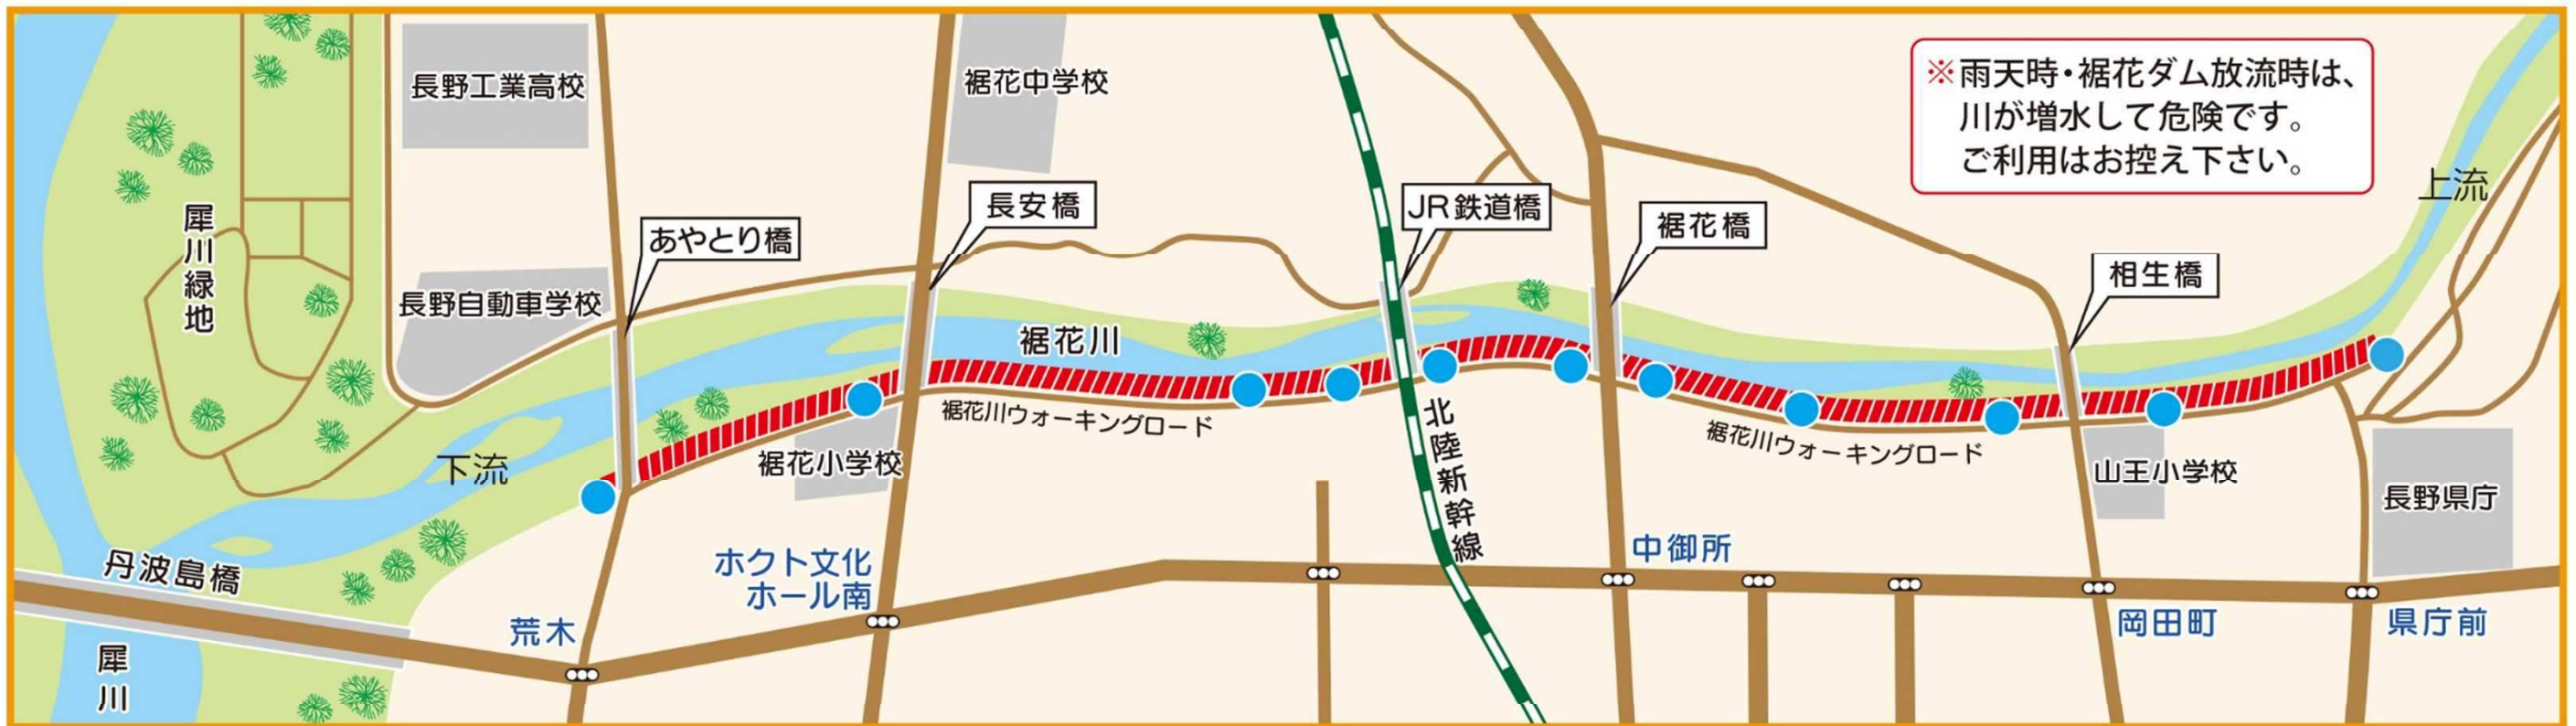 ※雨天時・裾花ダム放流時は、
川が増水して危険です。
ご利用はお控え下さい。
上流
長野工業高校
裾花中学校
長安橋
JR鉄道橋
裾花橋
あやとり橋
相生橋
犀川緑地
長野自動車学校
裾花川
裾花川ウォーキングロード
裾花川ウォーキングロード
北陸新幹線
下流
裾花小学校
山王小学校
長野県庁
丹波島橋
ホクト文化
ホール南
中御所
荒木
岡田町
県庁前
犀川